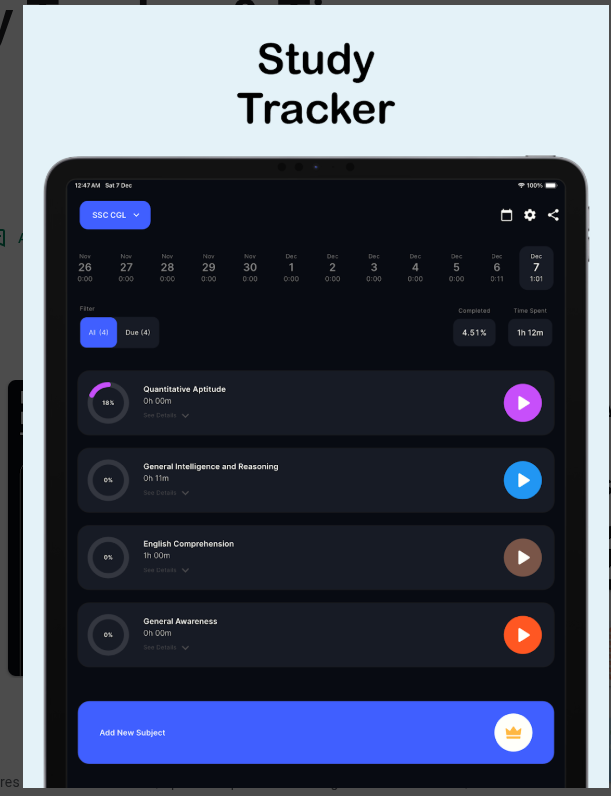 Study
Tracker
12:47 AM Sat 7 Dec
100%
SSC CGL
Nov Nov Nov Nov Nov Dec Dec Dec Dec Dec Dec Dec
26 27 28 29 30 1 2 3 4 5 6 7
0:00 0:00 0:00 0:00 0:00 0:00 0:00 0:00 0:00 0:00 0:11 1:01
Filter
Completed Time Spent
All (4) Due (4)
4.51% 1h 12m
18%
Quantitative Aptitude
0h 00m
See Details
0%
General Intelligence and Reasoning
0h 11m
See Details
0%
English Comprehension
1h 00m
See Details
0%
General Awareness
0h 00m
See Details
Add New Subject